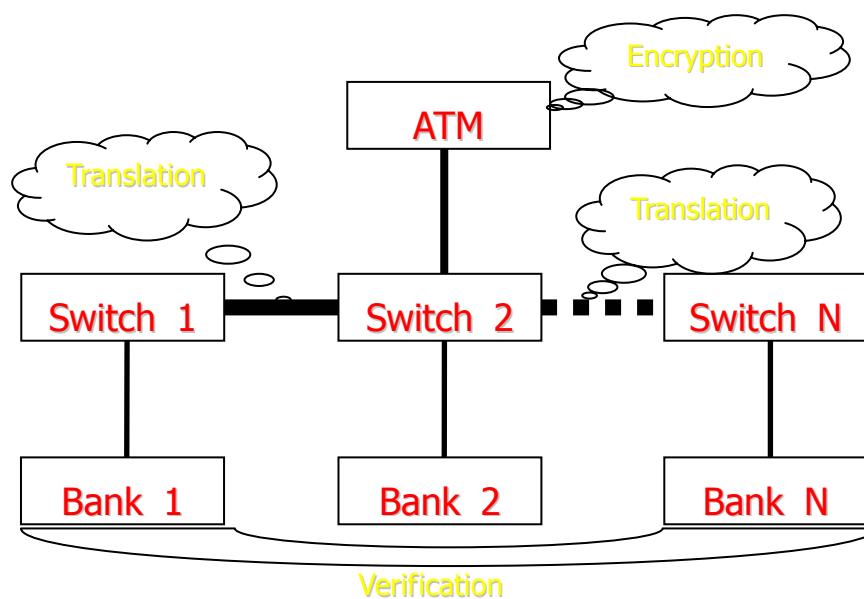 Encryption
ATM
Translation
Translation
Switch 1
Switch 2
Switch N
Bank 1
Bank 2
Bank N
Verification